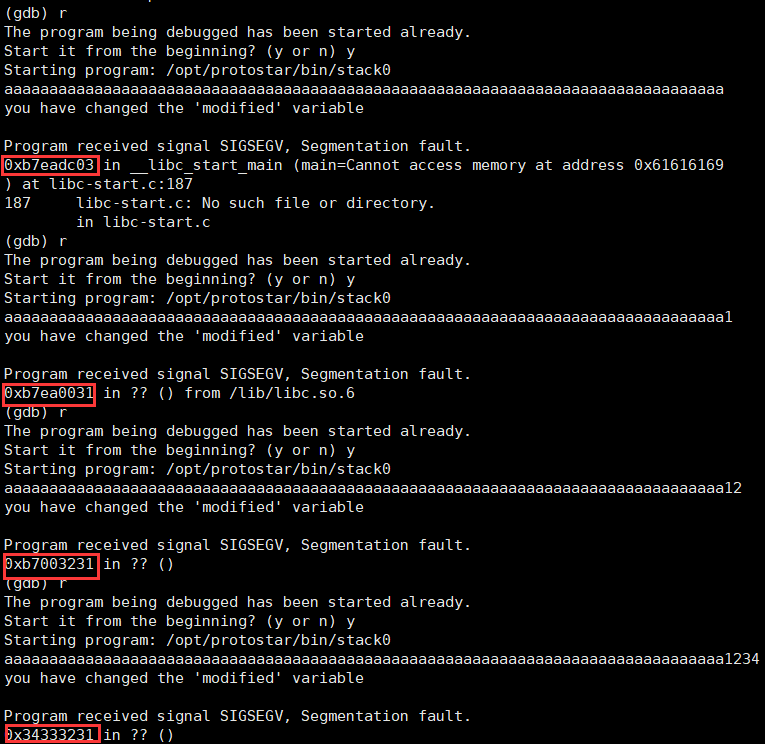 (gdb) r
The program being debugged has been started already.
Start it from the beginning? (y or n) y
Starting program: /opt/protostar/bin/stack0
aaaaaaaaaaaaaaaaaaaaaaaaaaaaaaaaaaaaaaaaaaaaaaaaaaaaaaaaaaaaaaaaaaaaaaaaaaaaaaaa
you have changed the 'modified' variable
Program received signal SIGSEGV, Segmentation fault.
0xb7eadc03 in __libc_start_main (main=Cannot access memory at address 0x61616169
) at libc-start.c:187
187     libc-start.c: No such file or directory.
        in libc-start.c
(gdb) r
The program being debugged has been started already.
Start it from the beginning? (y or n) y
Starting program: /opt/protostar/bin/stack0
aaaaaaaaaaaaaaaaaaaaaaaaaaaaaaaaaaaaaaaaaaaaaaaaaaaaaaaaaaaaaaaaaaaaaaaaaaaaaaaa1
you have changed the 'modified' variable
Program received signal SIGSEGV, Segmentation fault.
0xb7ea0031 in ?? () from /lib/libc.so.6
(gdb) r
The program being debugged has been started already.
Start it from the beginning? (y or n) y
Starting program: /opt/protostar/bin/stack0
aaaaaaaaaaaaaaaaaaaaaaaaaaaaaaaaaaaaaaaaaaaaaaaaaaaaaaaaaaaaaaaaaaaaaaaaaaaaaaaa12
you have changed the 'modified' variable
Program received signal SIGSEGV, Segmentation fault.
0xb7003231 in ?? ()
(gdb) r
The program being debugged has been started already.
Start it from the beginning? (y or n) y
Starting program: /opt/protostar/bin/stack0
aaaaaaaaaaaaaaaaaaaaaaaaaaaaaaaaaaaaaaaaaaaaaaaaaaaaaaaaaaaaaaaaaaaaaaaaaaaaaaaa1234
you have changed the 'modified' variable
Program received signal SIGSEGV, Segmentation fault.
0x34333231 in ?? ()